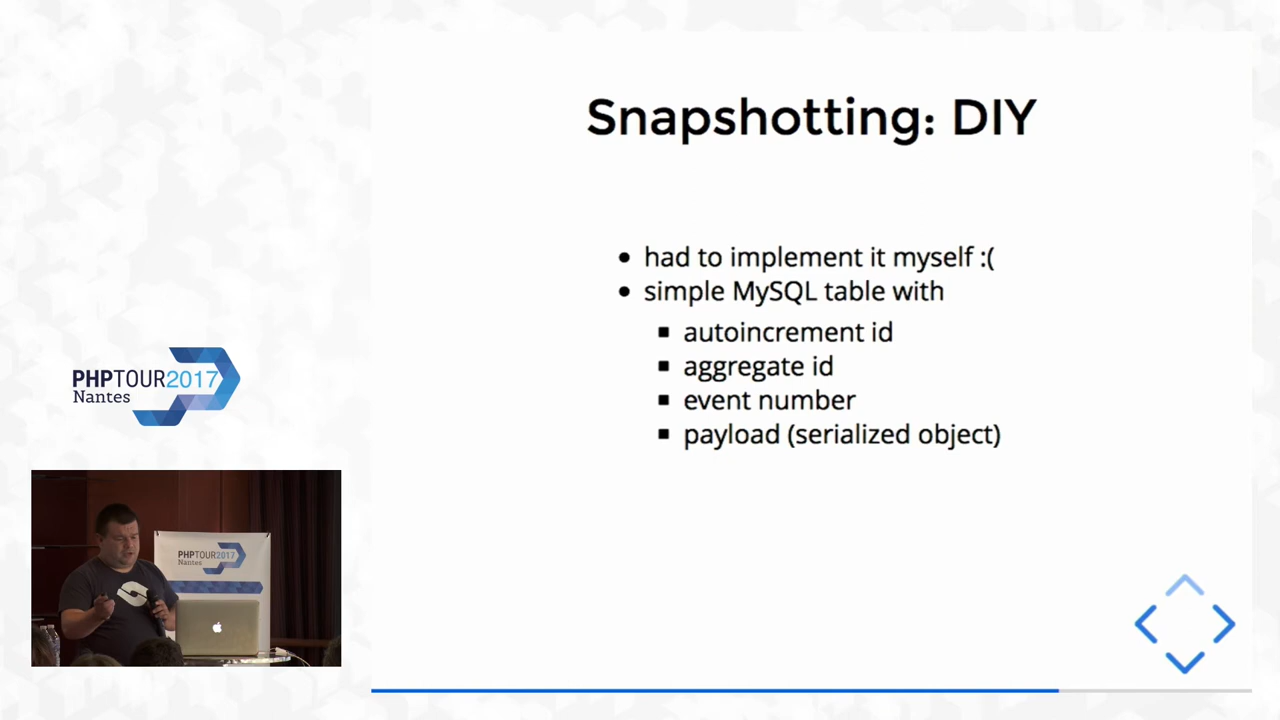 Snapshotting: DIY
had to implement it myself :(
simple MySQL table with
autoincrement id
aggregate id
event number
payload (serialized object)
PHPTOUR2017
Nantes
PHPTOUR2017
Nantes